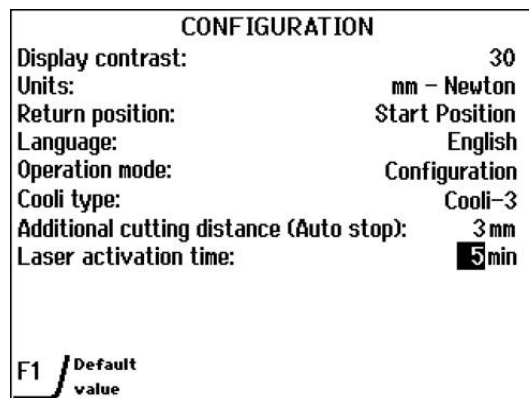 CONFIGURATION
Display contrast: 30
Units: mm – Newton
Return position: Start Position
Language: English
Operation mode: Configuration
Cooli type: Cooli-3
Additional cutting distance (Auto stop): 3 mm
Laser activation time: 5 min
F1 Default
value